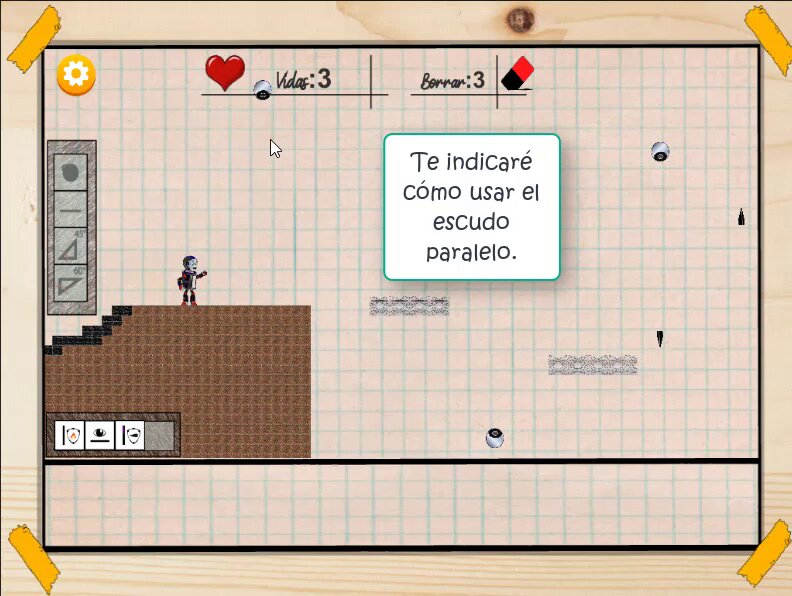 Vidas:3
Borrar:3
Te indicaré
cómo usar el
escudo
paralelo.
45°
60°